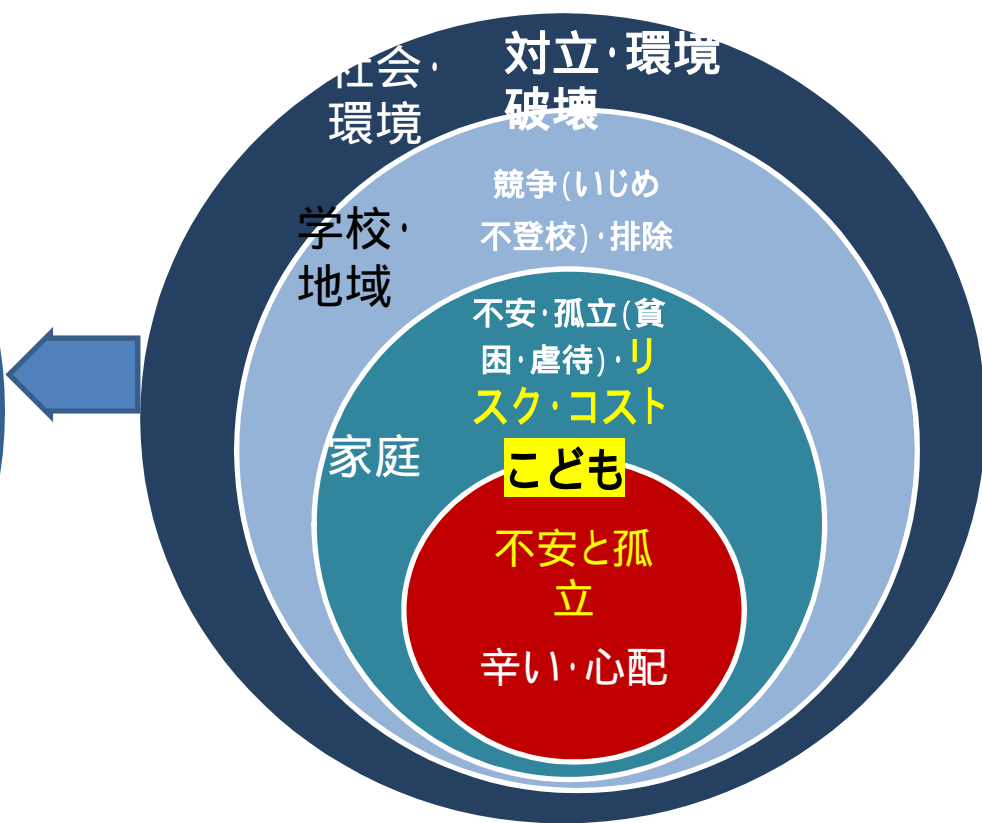 社会・
環境
対立・環境
破壊
競争(いじめ
不登校)・排除
学校・
地域
不安・孤立(貧
困・虐待)・リ
スク・コスト
家庭
こども
不安と孤
立
辛い・心配